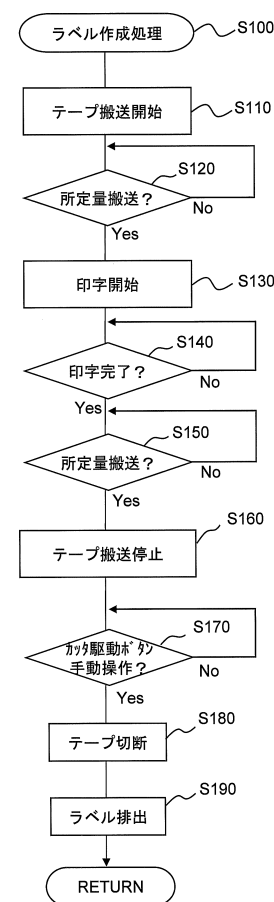 ラベル作成処理
S100
テープ搬送開始
S110
S120
所定量搬送？
No
Yes
印字開始
S130
S140
印字完了？
No
Yes
S150
所定量搬送？
No
Yes
S160
テープ搬送停止
S170
ｶｯﾀ駆動ﾎﾞﾀﾝ
手動操作？
No
Yes
S180
テープ切断
S190
ラベル排出
RETURN